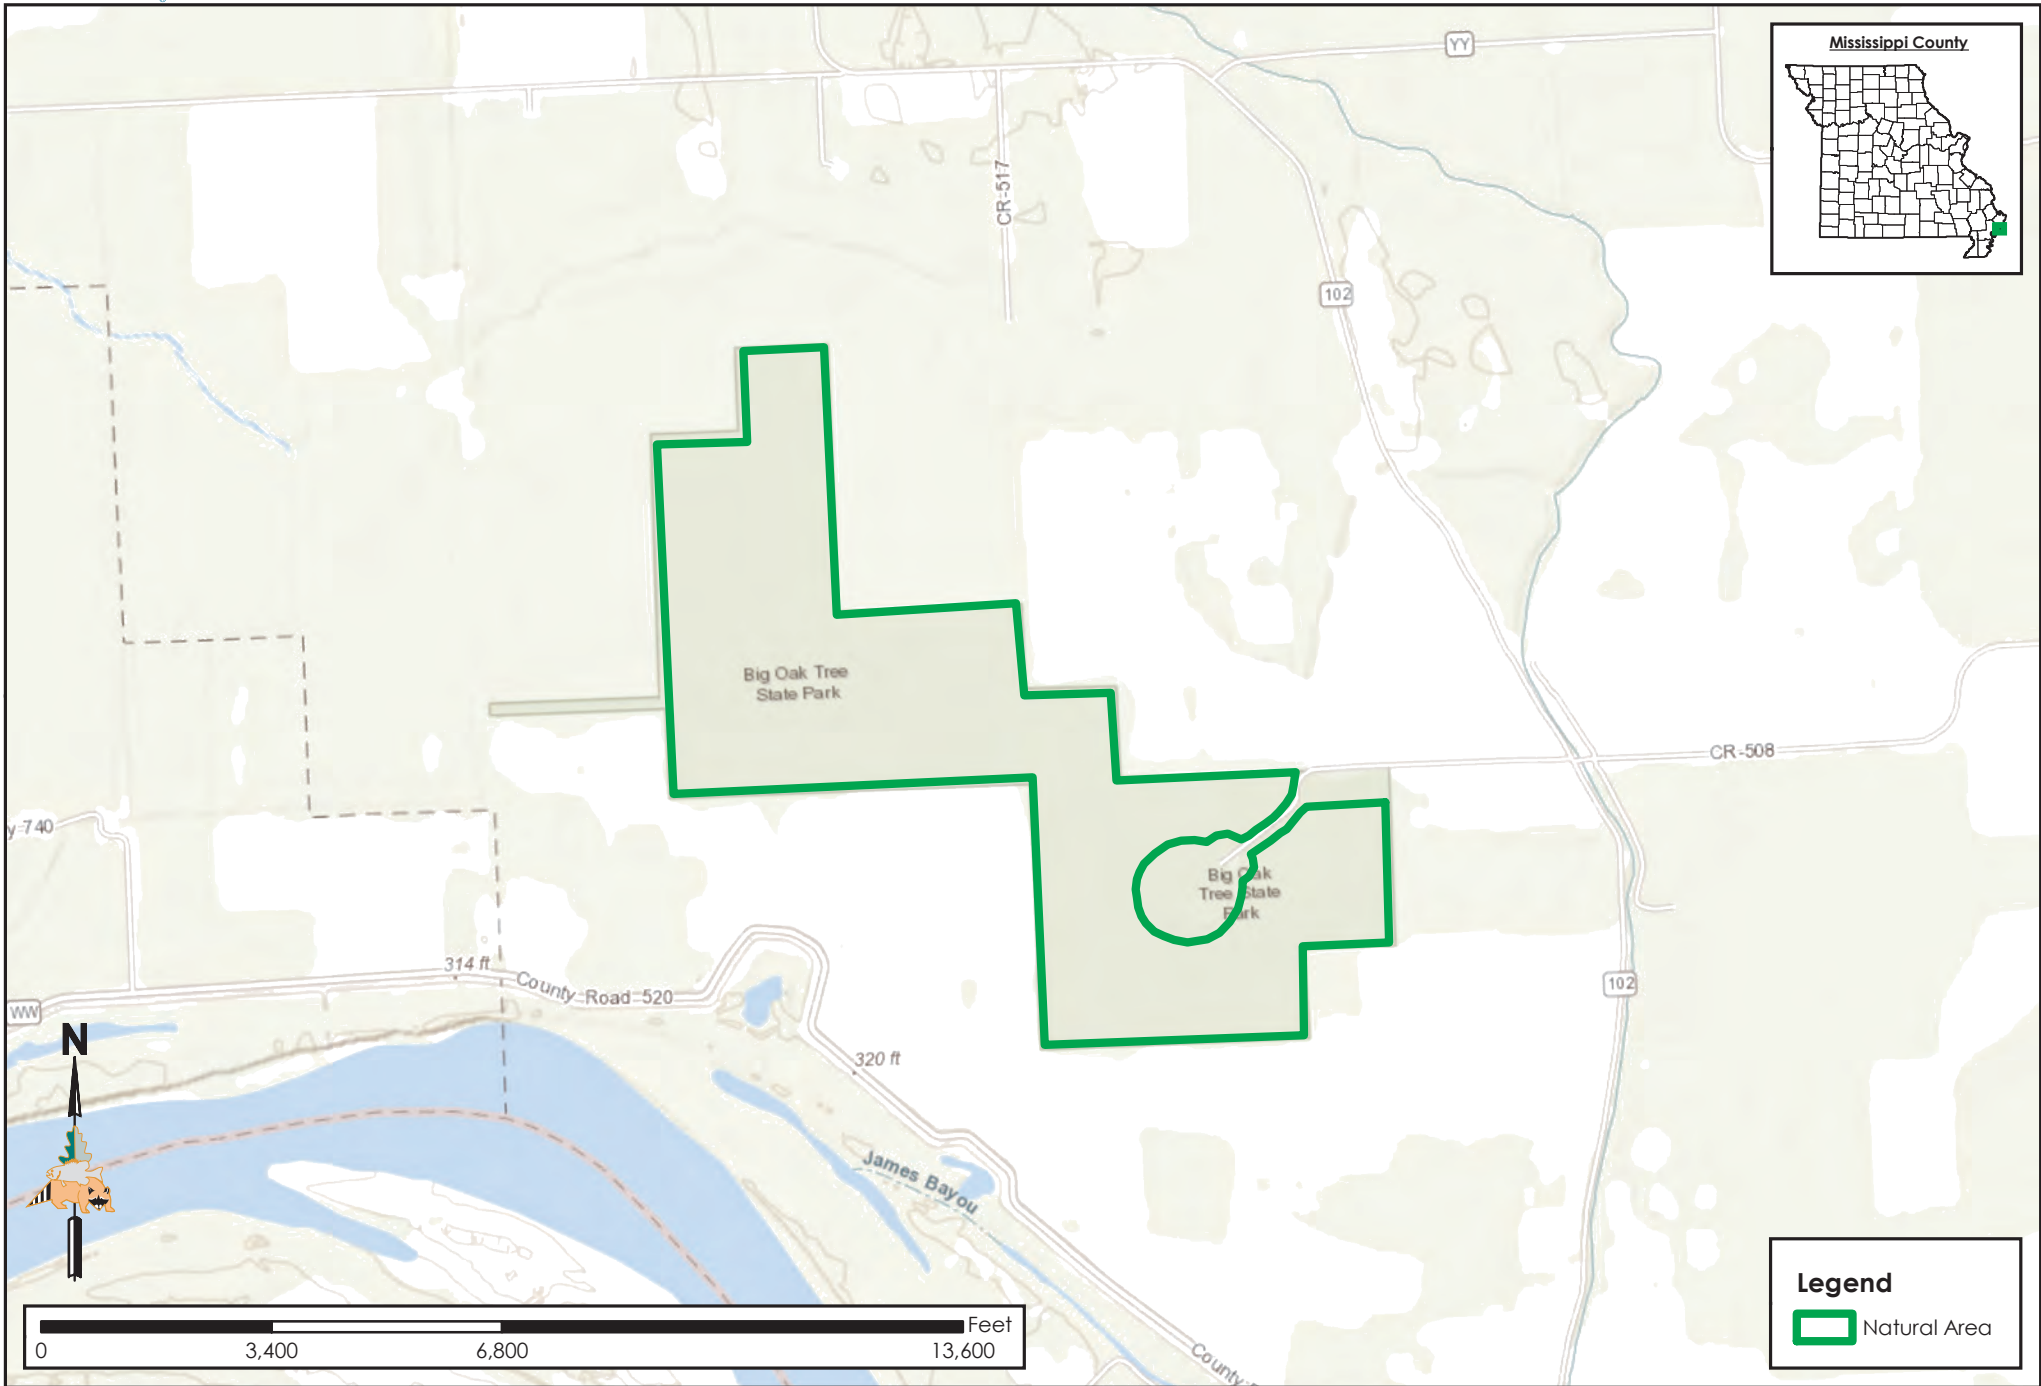 YY
Mississippi County
CR-517
102
Big Oak Tree
State Park
CR-508
Big Oak
Tree State
Park
y 740
314 ft
County Road 520
102
WW
N
320 ft
James Bayou
Legend
Natural Area
Feet
0
3,400
6,800
13,600
County